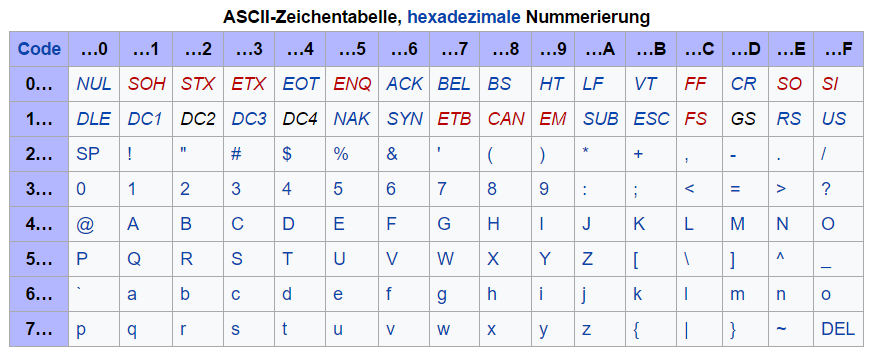 ASCII-Zeichentabelle, hexadezimale Nummerierung
Code …0 …1 …2 …3 …4 …5 …6 …7 …8 …9 …A …B …C …D …E …F
0… NUL SOH STX ETX EOT ENQ ACK BEL BS HT LF VT FF CR SO SI
1… DLE DC1 DC2 DC3 DC4 NAK SYN ETB CAN EM SUB ESC FS GS RS US
2… SP ! " # $ % & ' ( ) * + , - . /
3… 0 1 2 3 4 5 6 7 8 9 : ; < = > ?
4… @ A B C D E F G H I J K L M N O
5… P Q R S T U V W X Y Z [ \ ] ^ _
6… ` a b c d e f g h i j k l m n o
7… p q r s t u v w x y z { | } ~ DEL